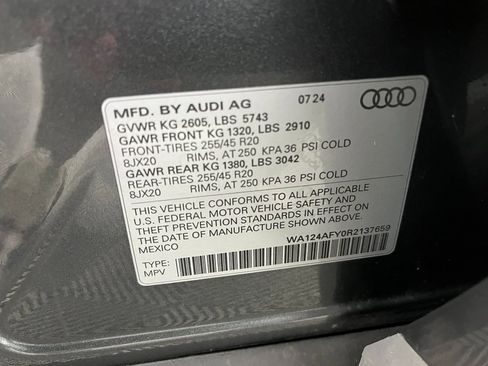 MFD. BY AUDI AG 07 24
GVWR KG 2605, LBS 5743
GAWR FRONT KG 1320, LBS 2910
FRONT-TIRES 255/45 R20
8JX20 RIMS, AT 250 KPA 36 PSI COLD
GAWR REAR KG 1380, LBS 3042
REAR-TIRES 255/45 R20
8JX20 RIMS, AT 250 KPA 36 PSI COLD
THIS VEHICLE CONFORMS TO ALL APPLICABLE
U.S. FEDERAL MOTOR VEHICLE SAFETY AND
THEFT PREVENTION STANDARDS IN EFFECT ON
THE DATE OF MANUFACTURE SHOWN ABOVE.
MEXICO
WA124AFY0R2137659
TYPE:
MPV